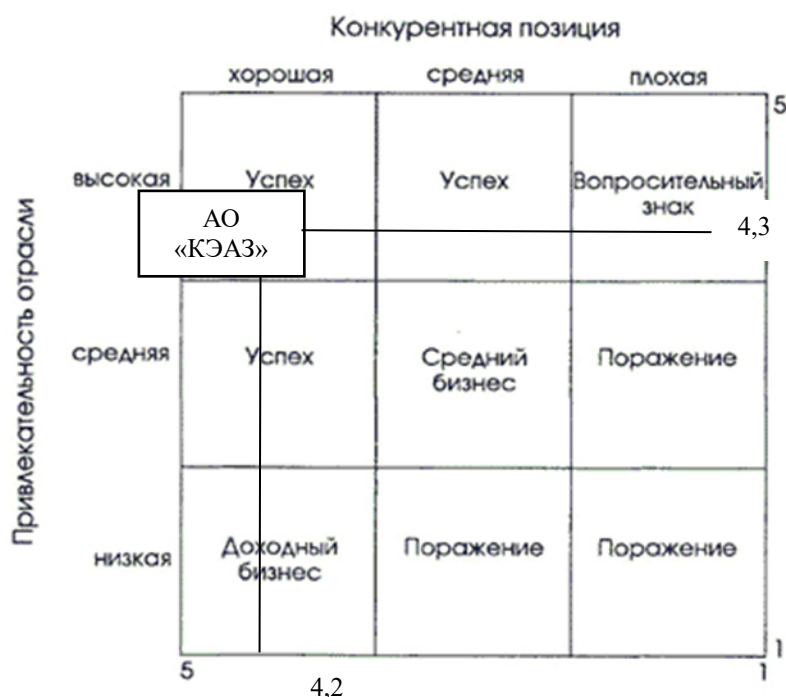 Конкурентная позиция
хорошая
средняя
плохая
5
Привлекательность отрасли
высокая
Успех
Успех
Вопросительный
знак
АО
«КЭАЗ»
4,3
средняя
Успех
Средний
бизнес
Поражение
низкая
Доходный
бизнес
Поражение
Поражение
1
5
1
4,2